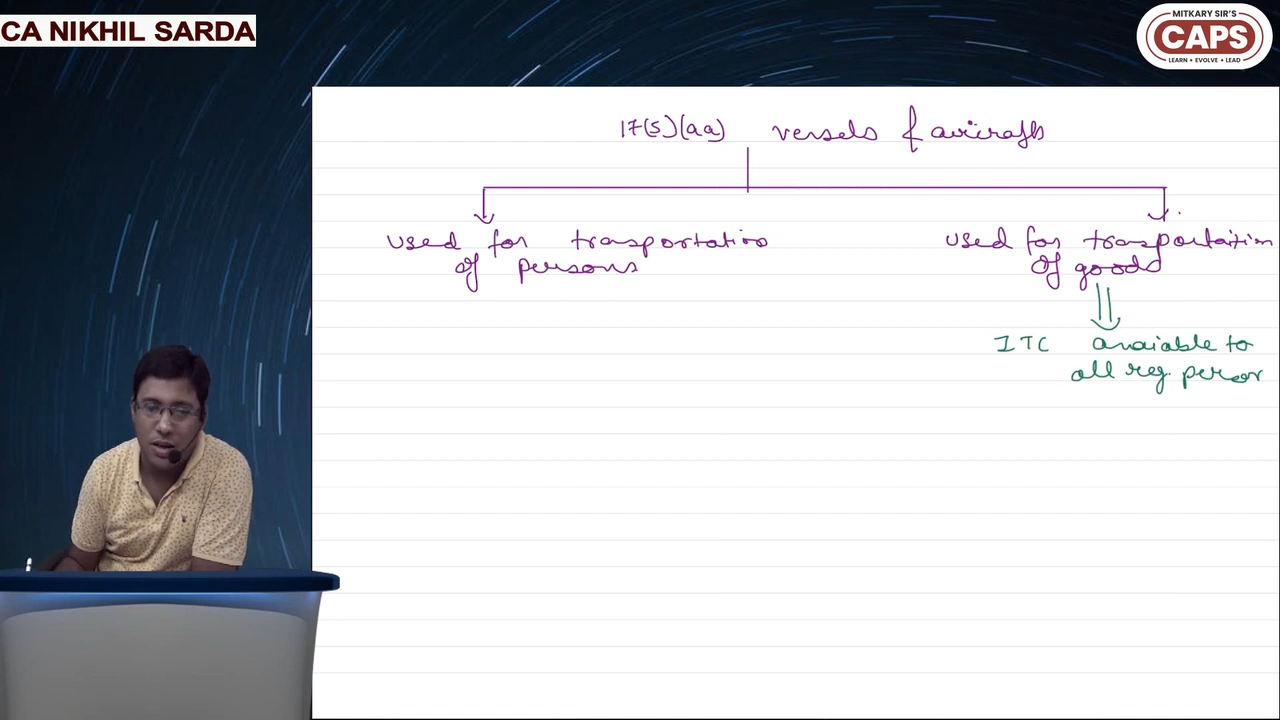 CA NIKHIL SARDA
MITKARY SIR'S
CAPS
LEARN • EVOLVE • LEAD
17(5)(aa) vessels & aircrafts
used for transportation
of persons
used for transportation
of goods
ITC avaiable to
all reg person